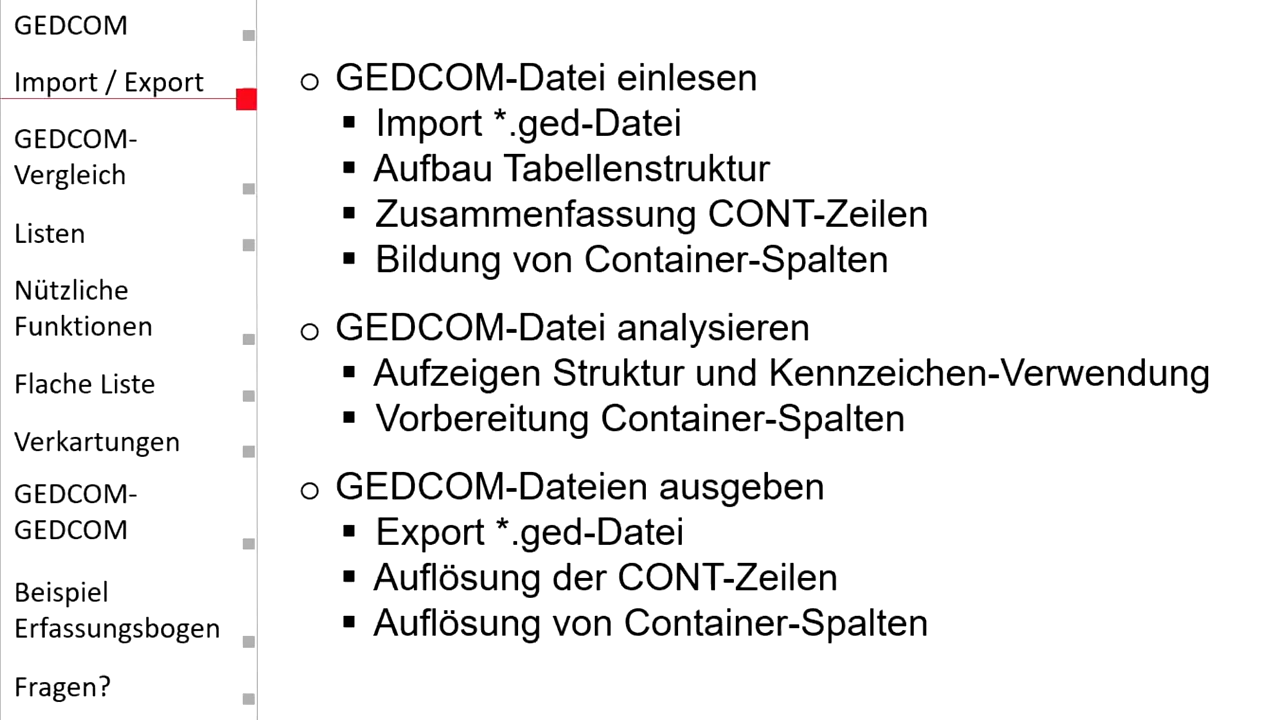 GEDCOM
Import / Export
GEDCOM-
Vergleich
Listen
Nützliche
Funktionen
Flache Liste
Verkartungen
GEDCOM-
GEDCOM
Beispiel
Erfassungsbogen
Fragen?
GEDCOM-Datei einlesen
Import *.ged-Datei
Aufbau Tabellenstruktur
Zusammenfassung CONT-Zeilen
Bildung von Container-Spalten
GEDCOM-Datei analysieren
Aufzeigen Struktur und Kennzeichen-Verwendung
Vorbereitung Container-Spalten
GEDCOM-Dateien ausgeben
Export *.ged-Datei
Auflösung der CONT-Zeilen
Auflösung von Container-Spalten